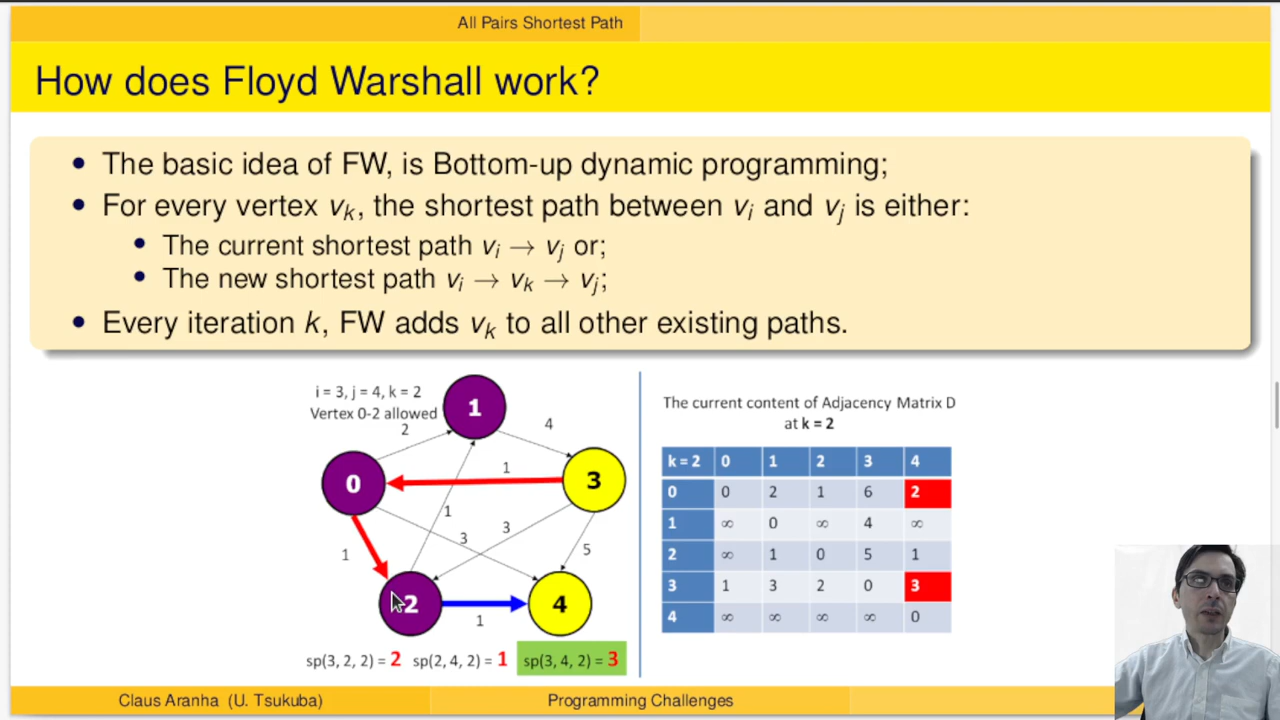 All Pairs Shortest Path
How does Floyd Warshall work?
• The basic idea of FW, is Bottom-up dynamic programming;
• For every vertex vk, the shortest path between vi and vj is either:
• The current shortest path vi → vj or;
• The new shortest path vi → vk → vj;
• Every iteration k, FW adds vk to all other existing paths.
i = 3, j = 4, k = 2
Vertex 0-2 allowed
1
2
4
0
1
3
1
3
3
1
5
2
1
4
sp(3, 2, 2) = 2 sp(2, 4, 2) = 1 sp(3, 4, 2) = 3
The current content of Adjacency Matrix D
at k = 2
k = 2 0 1 2 3 4
0 0 2 1 6 2
1 ∞ 0 ∞ 4 ∞
2 ∞ 1 0 5 1
3 1 3 2 0 3
4 ∞ ∞ ∞ ∞ 0
Claus Aranha (U. Tsukuba) Programming Challenges